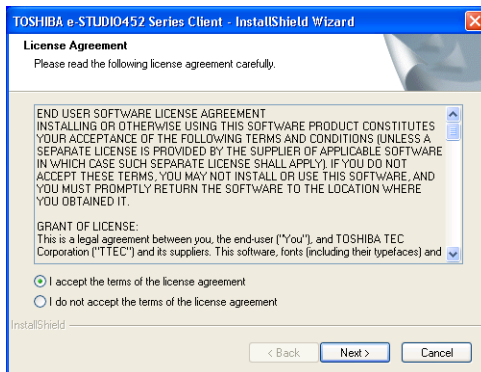 TOSHIBA e-STUDIO452 Series Client - InstallShield Wizard
License Agreement
Please read the following license agreement carefully.
END USER SOFTWARE LICENSE AGREEMENT
INSTALLING OR OTHERWISE USING THIS SOFTWARE PRODUCT CONSTITUTES
YOUR ACCEPTANCE OF THE FOLLOWING TERMS AND CONDITIONS (UNLESS A
SEPARATE LICENSE IS PROVIDED BY THE SUPPLIER OF APPLICABLE SOFTWARE
IN WHICH CASE SUCH SEPARATE LICENSE SHALL APPLY). IF YOU DO NOT
ACCEPT THESE TERMS, YOU MAY NOT INSTALL OR USE THIS SOFTWARE, AND
YOU MUST PROMPTLY RETURN THE SOFTWARE TO THE LOCATION WHERE
YOU OBTAINED IT.
GRANT OF LICENSE:
This is a legal agreement between you, the end-user ("You"), and TOSHIBA TEC
Corporation ("TTEC") and its suppliers. This software, fonts (including their typefaces) and
I accept the terms of the license agreement
I do not accept the terms of the license agreement
InstallShield
< Back Next > Cancel